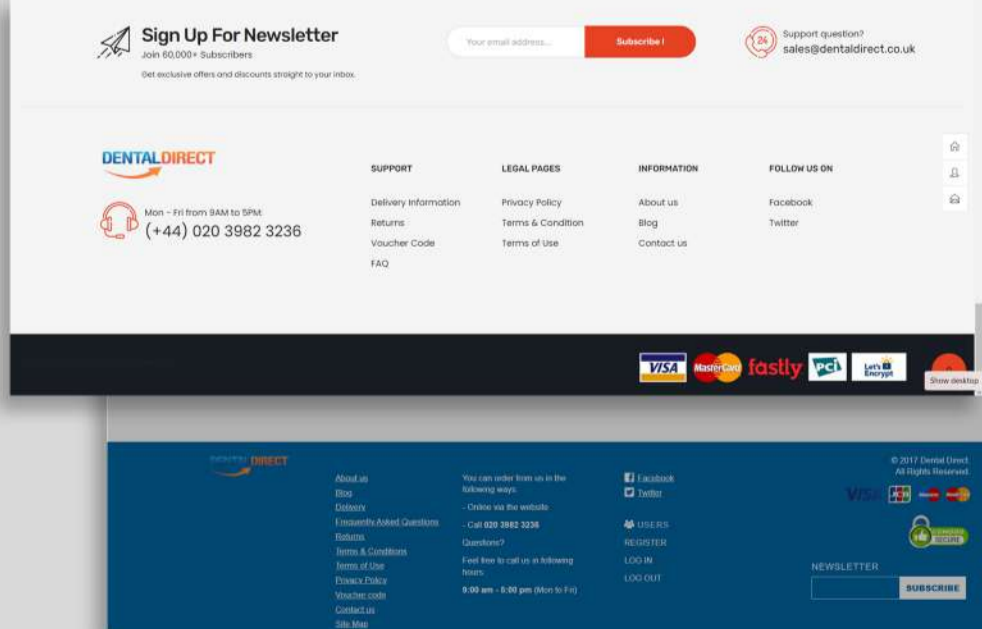 Sign Up For Newsletter
Join 60,000+ Subscribers
Get exclusive offers and discounts straight to your inbox.
Your email address...
Subscribe !
24
Support question?
sales@dentaldirect.co.uk
DENTALDIRECT
Mon - Fri from 9AM to 5PM
(+44) 020 3982 3236
SUPPORT
Delivery Information
Returns
Voucher Code
FAQ
LEGAL PAGES
Privacy Policy
Terms & Condition
Terms of Use
INFORMATION
About us
Blog
Contact us
FOLLOW US ON
Facebook
Twitter
VISA
MasterCard
fastly
PCI
Let's Encrypt
Show desktop
DENTAL DIRECT
About us
Blog
Delivery
Frequently Asked Questions
Returns
Terms & Conditions
Terms of Use
Privacy Policy
Voucher code
Contact us
Site Map
You can order from us in the
following ways.
- Online via the website
- Call 020 3982 3236
Questions?
Feel free to call us in following
hours:
9:00 am - 5:00 pm (Mon to Fri)
Facebook
Twitter
USERS
REGISTER
LOG IN
LOG OUT
© 2017 Dental Direct.
All Rights Reserved.
VISA
JCB
SECURE
NEWSLETTER
SUBSCRIBE